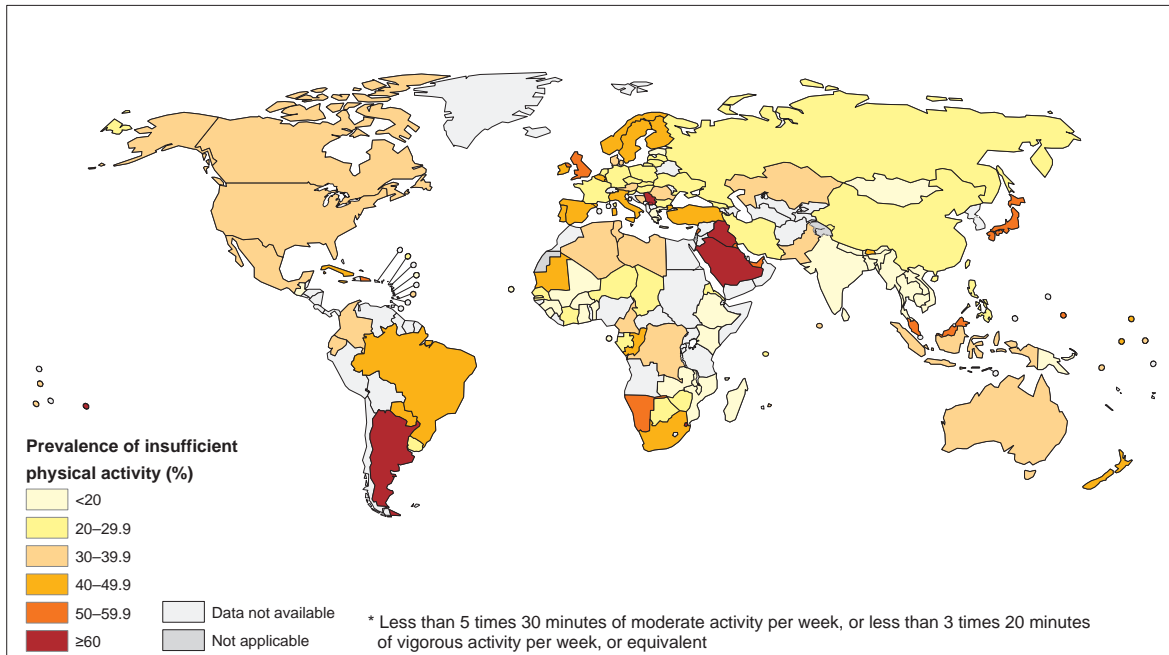 Prevalence of insufficient
physical activity (%)
<20
20–29.9
30–39.9
40–49.9
50–59.9
≥60
Data not available
Not applicable
* Less than 5 times 30 minutes of moderate activity per week, or less than 3 times 20 minutes
of vigorous activity per week, or equivalent